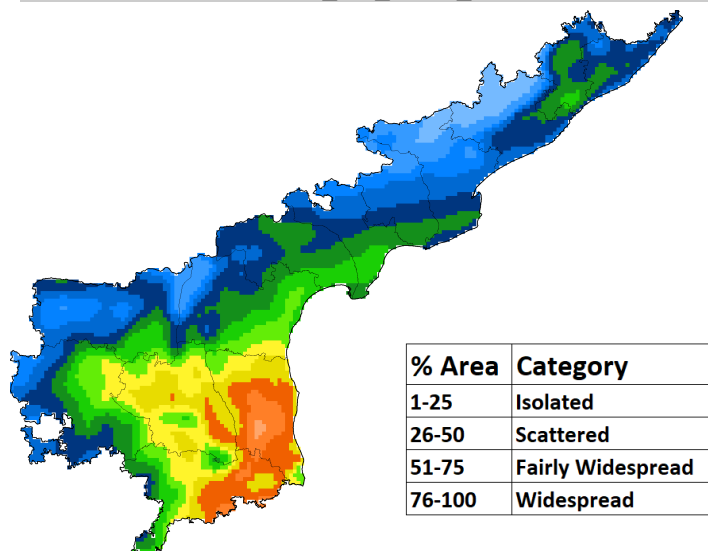 % Area Category
1-25 Isolated
26-50 Scattered
51-75 Fairly Widespread
76-100 Widespread